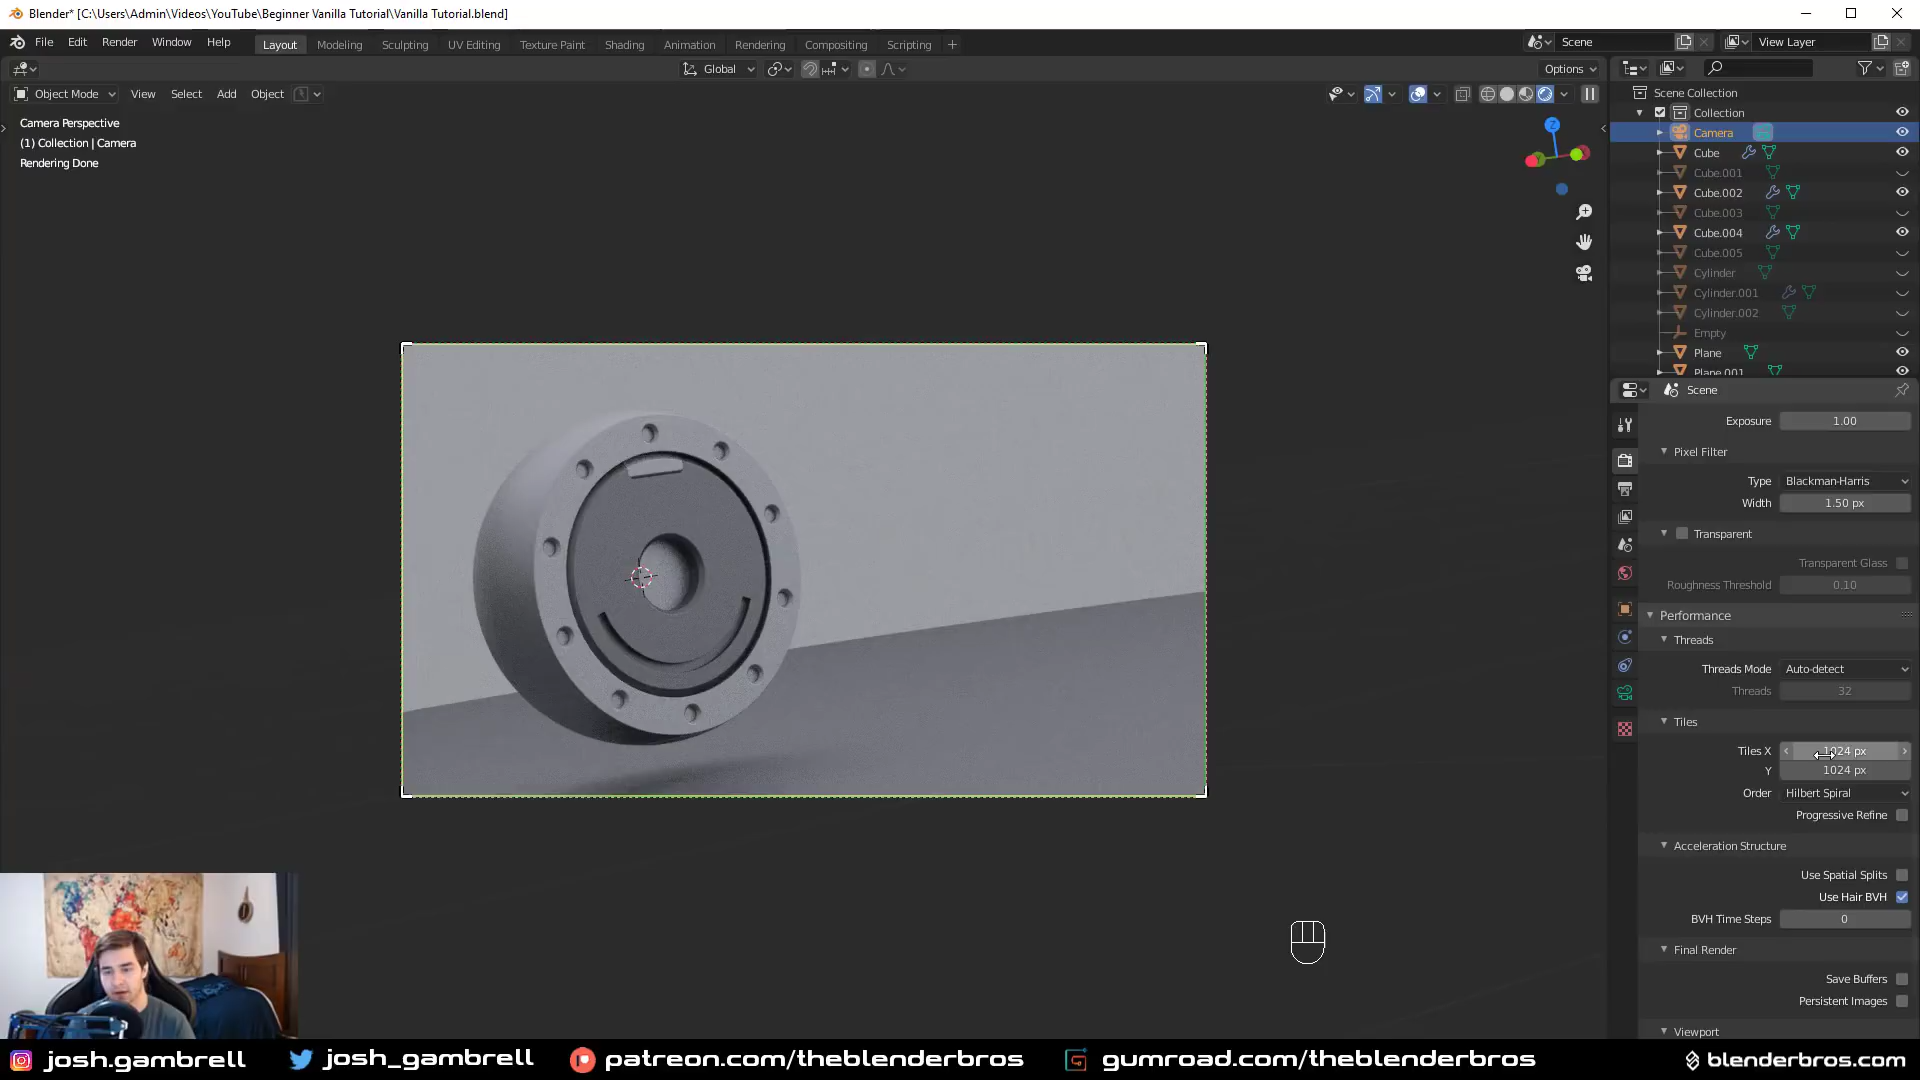 Blender* [C:\Users\Admin\Videos\YouTube\Beginner Vanilla Tutorial\Vanilla Tutorial.blend]
File Edit Render Window Help
Layout Modeling Sculpting UV Editing Texture Paint Shading Animation Rendering Compositing Scripting +
Scene
View Layer
Global
Options
Object Mode View Select Add Object
Camera Perspective
(1) Collection | Camera
Rendering Done
Z
Scene Collection
Collection
Camera
Cube
Cube.001
Cube.002
Cube.003
Cube.004
Cube.005
Cylinder
Cylinder.001
Cylinder.002
Empty
Plane
Plane.001
Scene
Exposure 1.00
Pixel Filter
Type Blackman-Harris
Width 1.50 px
Transparent
Transparent Glass
Roughness Threshold 0.10
Performance
Threads
Threads Mode Auto-detect
Threads 32
Tiles
Tiles X 1024 px
Y 1024 px
Order Hilbert Spiral
Progressive Refine
Acceleration Structure
Use Spatial Splits
Use Hair BVH
BVH Time Steps 0
Final Render
Save Buffers
Persistent Images
Viewport
josh.gambrell josh_gambrell patreon.com/theblenderbros gumroad.com/theblenderbros blenderbros.com